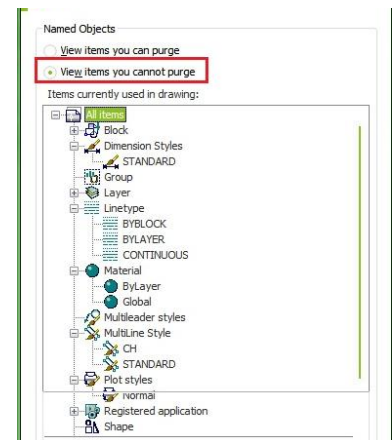 Named Objects
View items you can purge
View items you cannot purge
Items currently used in drawing:
All items
Block
Dimension Styles
STANDARD
Group
Layer
Linetype
BYBLOCK
BYLAYER
CONTINUOUS
Material
ByLayer
Global
Multileader styles
MultiLine Style
CH
STANDARD
Plot styles
Normal
Registered application
Shape